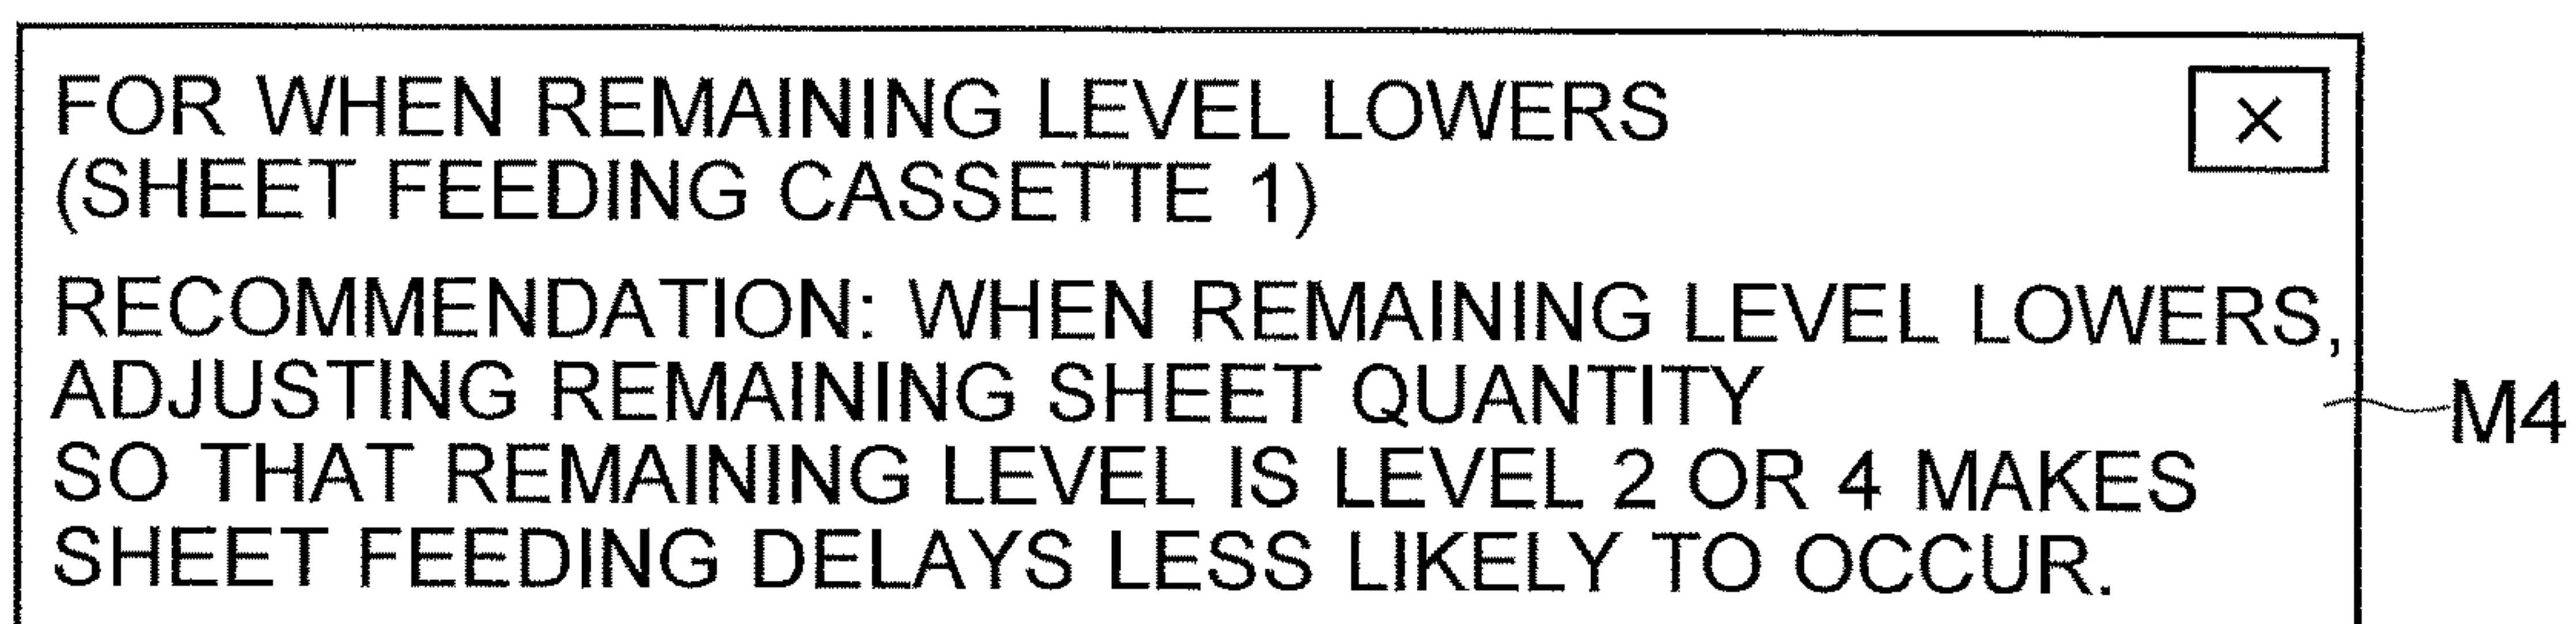 FOR WHEN REMAINING LEVEL LOWERS
(SHEET FEEDING CASSETTE 1)
×
RECOMMENDATION: WHEN REMAINING LEVEL LOWERS,
ADJUSTING REMAINING SHEET QUANTITY
SO THAT REMAINING LEVEL IS LEVEL 2 OR 4 MAKES
SHEET FEEDING DELAYS LESS LIKELY TO OCCUR.
M4